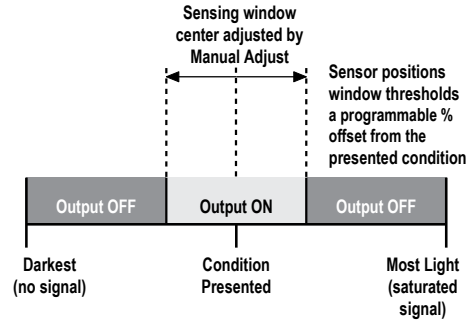 Sensing window
center adjusted by
Manual Adjust
Sensor positions
window thresholds
a programmable %
offset from the
presented condition
Output OFF
Output ON
Output OFF
Darkest
(no signal)
Condition
Presented
Most Light
(saturated
signal)